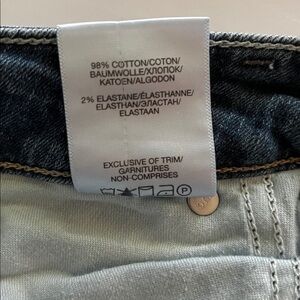 98% COTTON/COTON/
BAUMWOLLE/ХЛОПОК/
KATOEN/ALGODON
2% ELASTANE/ÉLASTHANNE/
ELASTHAN/ЭЛАСТАН/
ELASTAAN
EXCLUSIVE OF TRIM/
GARNITURES
NON-COMPRISES
P